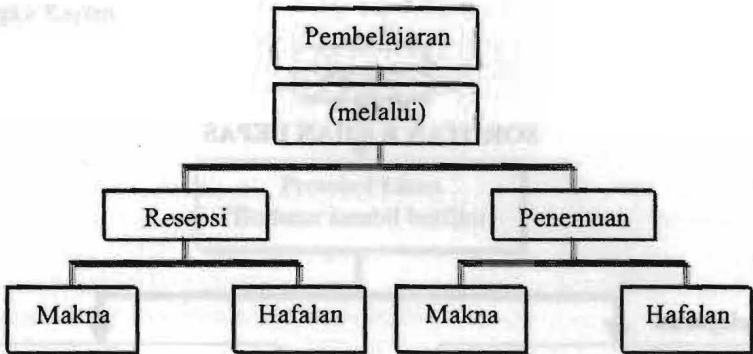 Pembelajaran
(melalui)
Resepsi
Penemuan
Makna
Hafalan
Makna
Hafalan